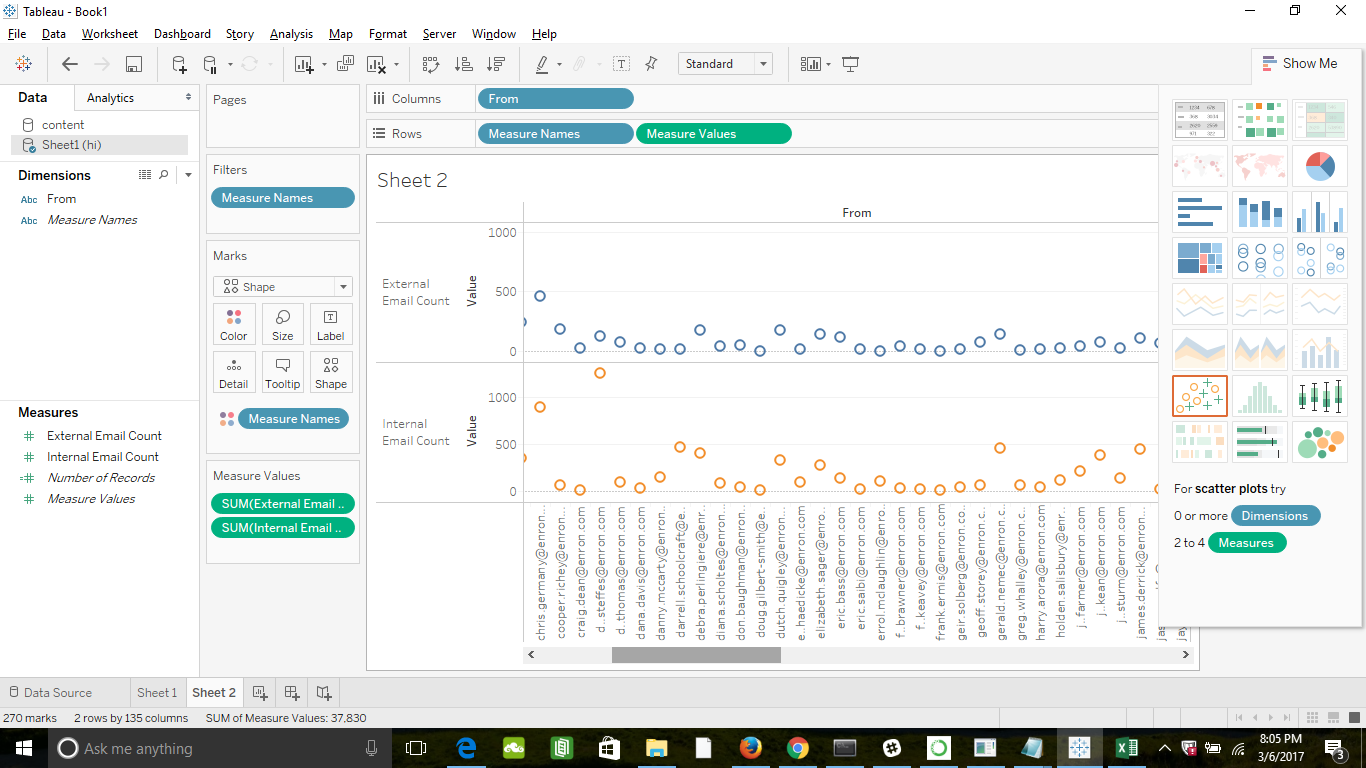 Tableau - Book1
File Data Worksheet Dashboard Story Analysis Map Format Server Window Help
Standard
Show Me
Data Analytics
content
Sheet1 (hi)
Dimensions
Abc From
Abc Measure Names
Measures
External Email Count
Internal Email Count
Number of Records
Measure Values
Pages
Filters
Measure Names
Marks
Shape
Color Size Label
Detail Tooltip Shape
Measure Names
Measure Values
SUM(External Email ..
SUM(Internal Email ..
Columns From
Rows Measure Names Measure Values
Sheet 2
From
External
Email Count
Value
1000
500
0
Internal
Email Count
Value
1000
500
0
chris.germany@enron...
cooper.richey@enron...
craig.dean@enron.com
d..steffes@enron.com
d..thomas@enron.com
dana.davis@enron.com
danny.mccarty@enron..
darrell.schoolcraft@e..
debra.perlingiere@enr..
diana.scholtes@enron..
don.baughman@enron..
doug.gilbert-smith@e..
dutch.quigley@enron...
e..haedicke@enron.com
elizabeth.sager@enro..
eric.bass@enron.com
eric.saibi@enron.com
errol.mclaughlin@enro..
f..brawner@enron.com
f..keavey@enron.com
frank.ermis@enron.com
geir.solberg@enron.co..
geoff.storey@enron.c..
gerald.nemec@enron.c..
greg.whalley@enron.c..
harry.arora@enron.com
holden.salisbury@enr..
j..farmer@enron.com
j..kean@enron.com
j..sturm@enron.com
james.derrick@enron...
jas
jay
For scatter plots try
0 or more Dimensions
2 to 4 Measures
Data Source Sheet 1 Sheet 2
270 marks 2 rows by 135 columns SUM of Measure Values: 37,830
Ask me anything
8:05 PM
3/6/2017
3